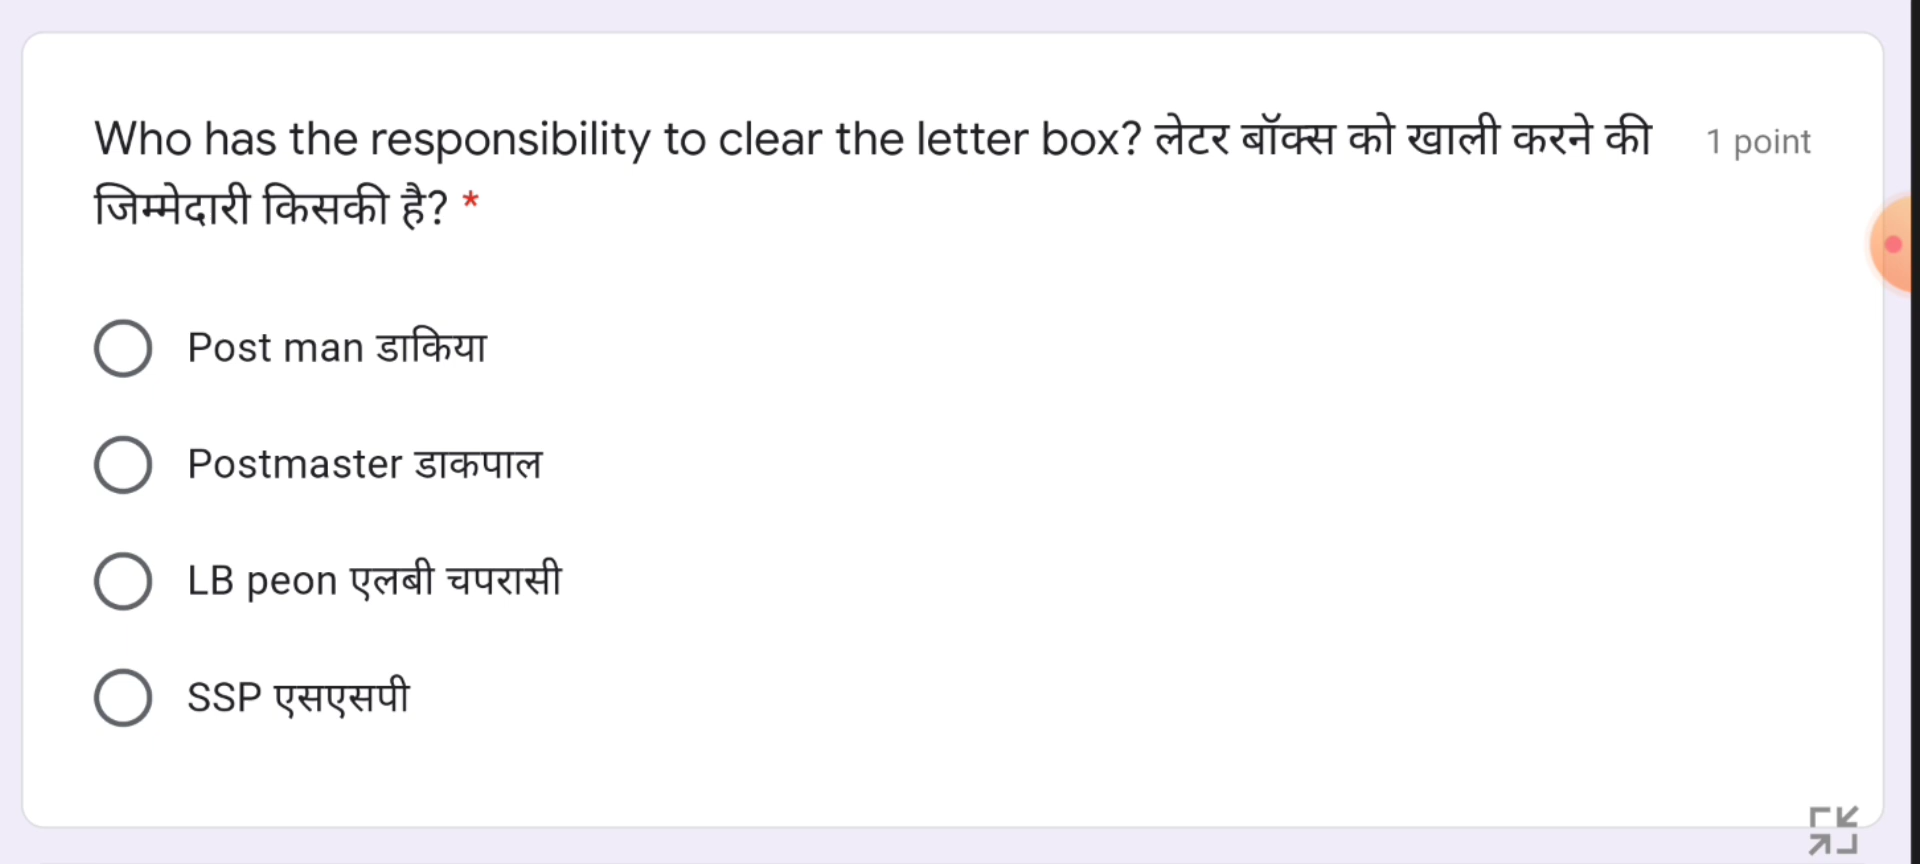 Who has the responsibility to clear the letter box? लेटर बॉक्स को खाली करने की
जिम्मेदारी किसकी है? *
1 point
Post man डाकिया
Postmaster डाकपाल
LB peon एलबी चपरासी
SSP एसएसपी